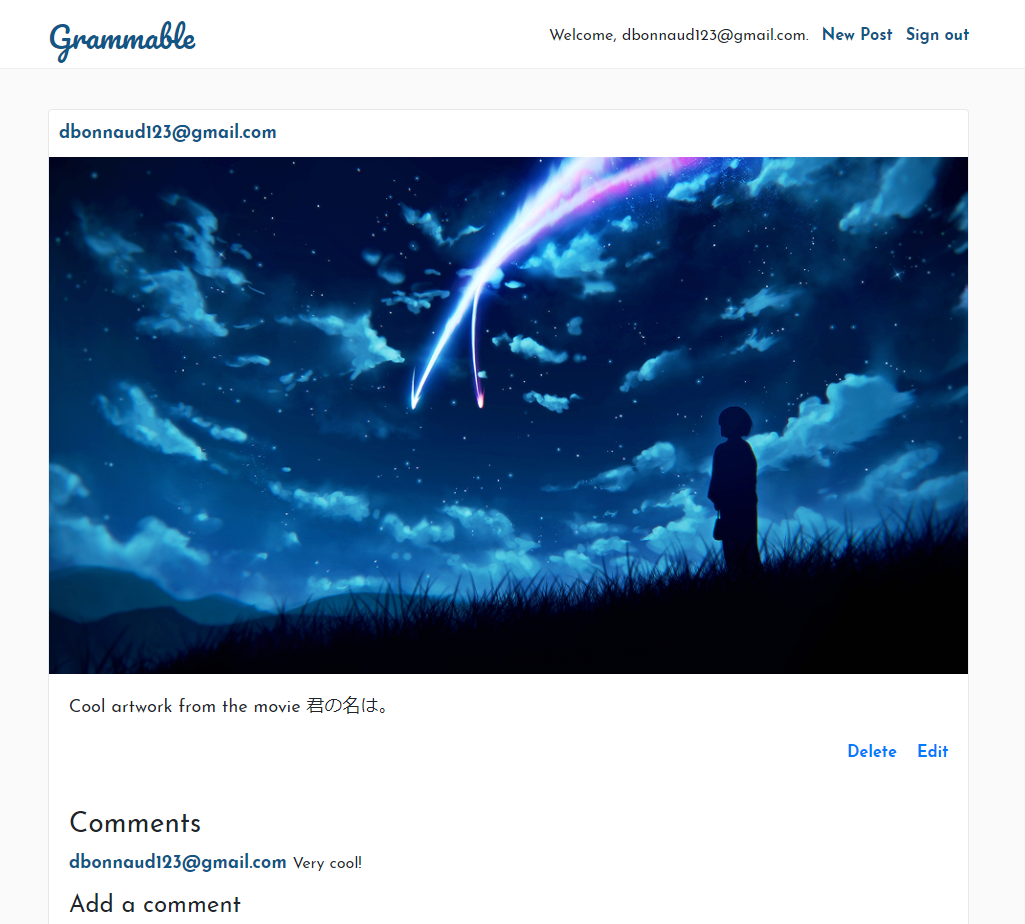 Grammable
Welcome, dbonnaud123@gmail.com. New Post Sign out
dbonnaud123@gmail.com
Cool artwork from the movie 君の名は。
Delete Edit
Comments
dbonnaud123@gmail.com Very cool!
Add a comment